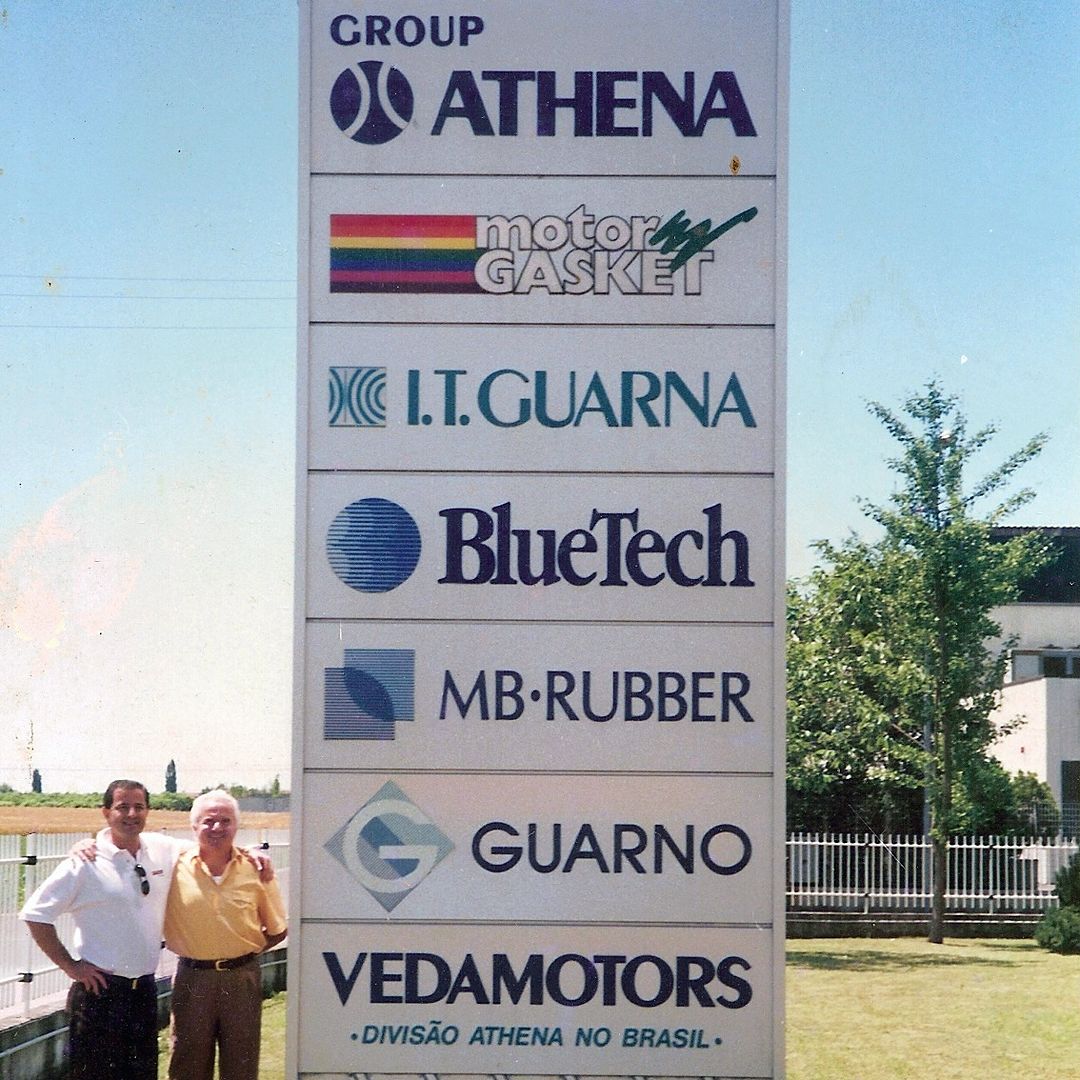 GROUP
ATHENA
motor
GASKET
I.T. GUARNA
BlueTech
MB·RUBBER
G
GUARNO
VEDAMOTORS
·DIVISÃO ATHENA NO BRASIL·